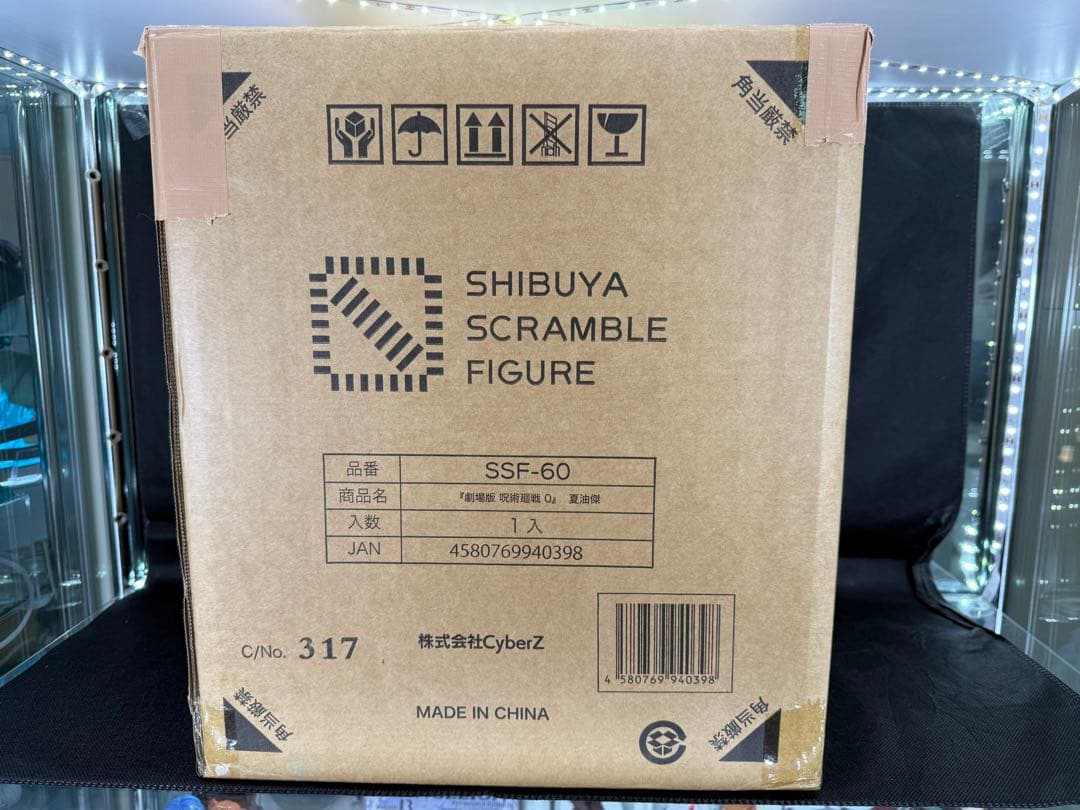 当厳禁
角当厳禁
SHIBUYA
SCRAMBLE
FIGURE
品番 SSF-60
商品名 『劇場版 呪術廻戦 0』 夏油傑
入数 1入
JAN 4580769940398
C/No. 317
株式会社CyberZ
4 580769 940398
MADE IN CHINA
角当厳禁
角当厳禁